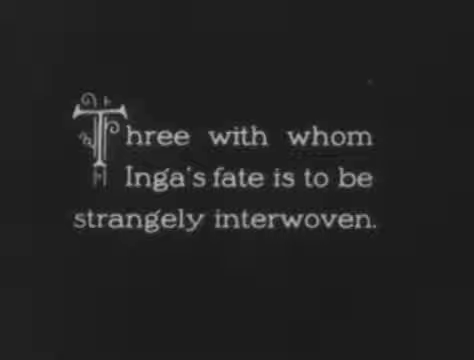 Three with whom
Inga's fate is to be
strangely interwoven.